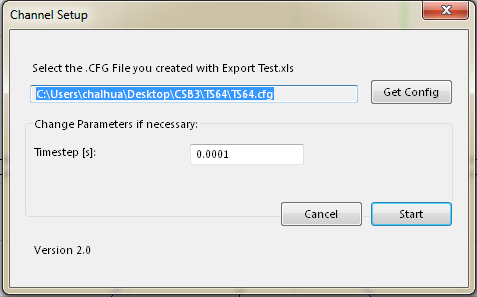 Channel Setup
Select the .CFG File you created with Export Test.xls
C:\Users\chalhua\Desktop\CSB3\TS64\TS64.cfg
Get Config
Change Parameters if necessary:
Timestep [s]:
0.0001
Cancel
Start
Version 2.0